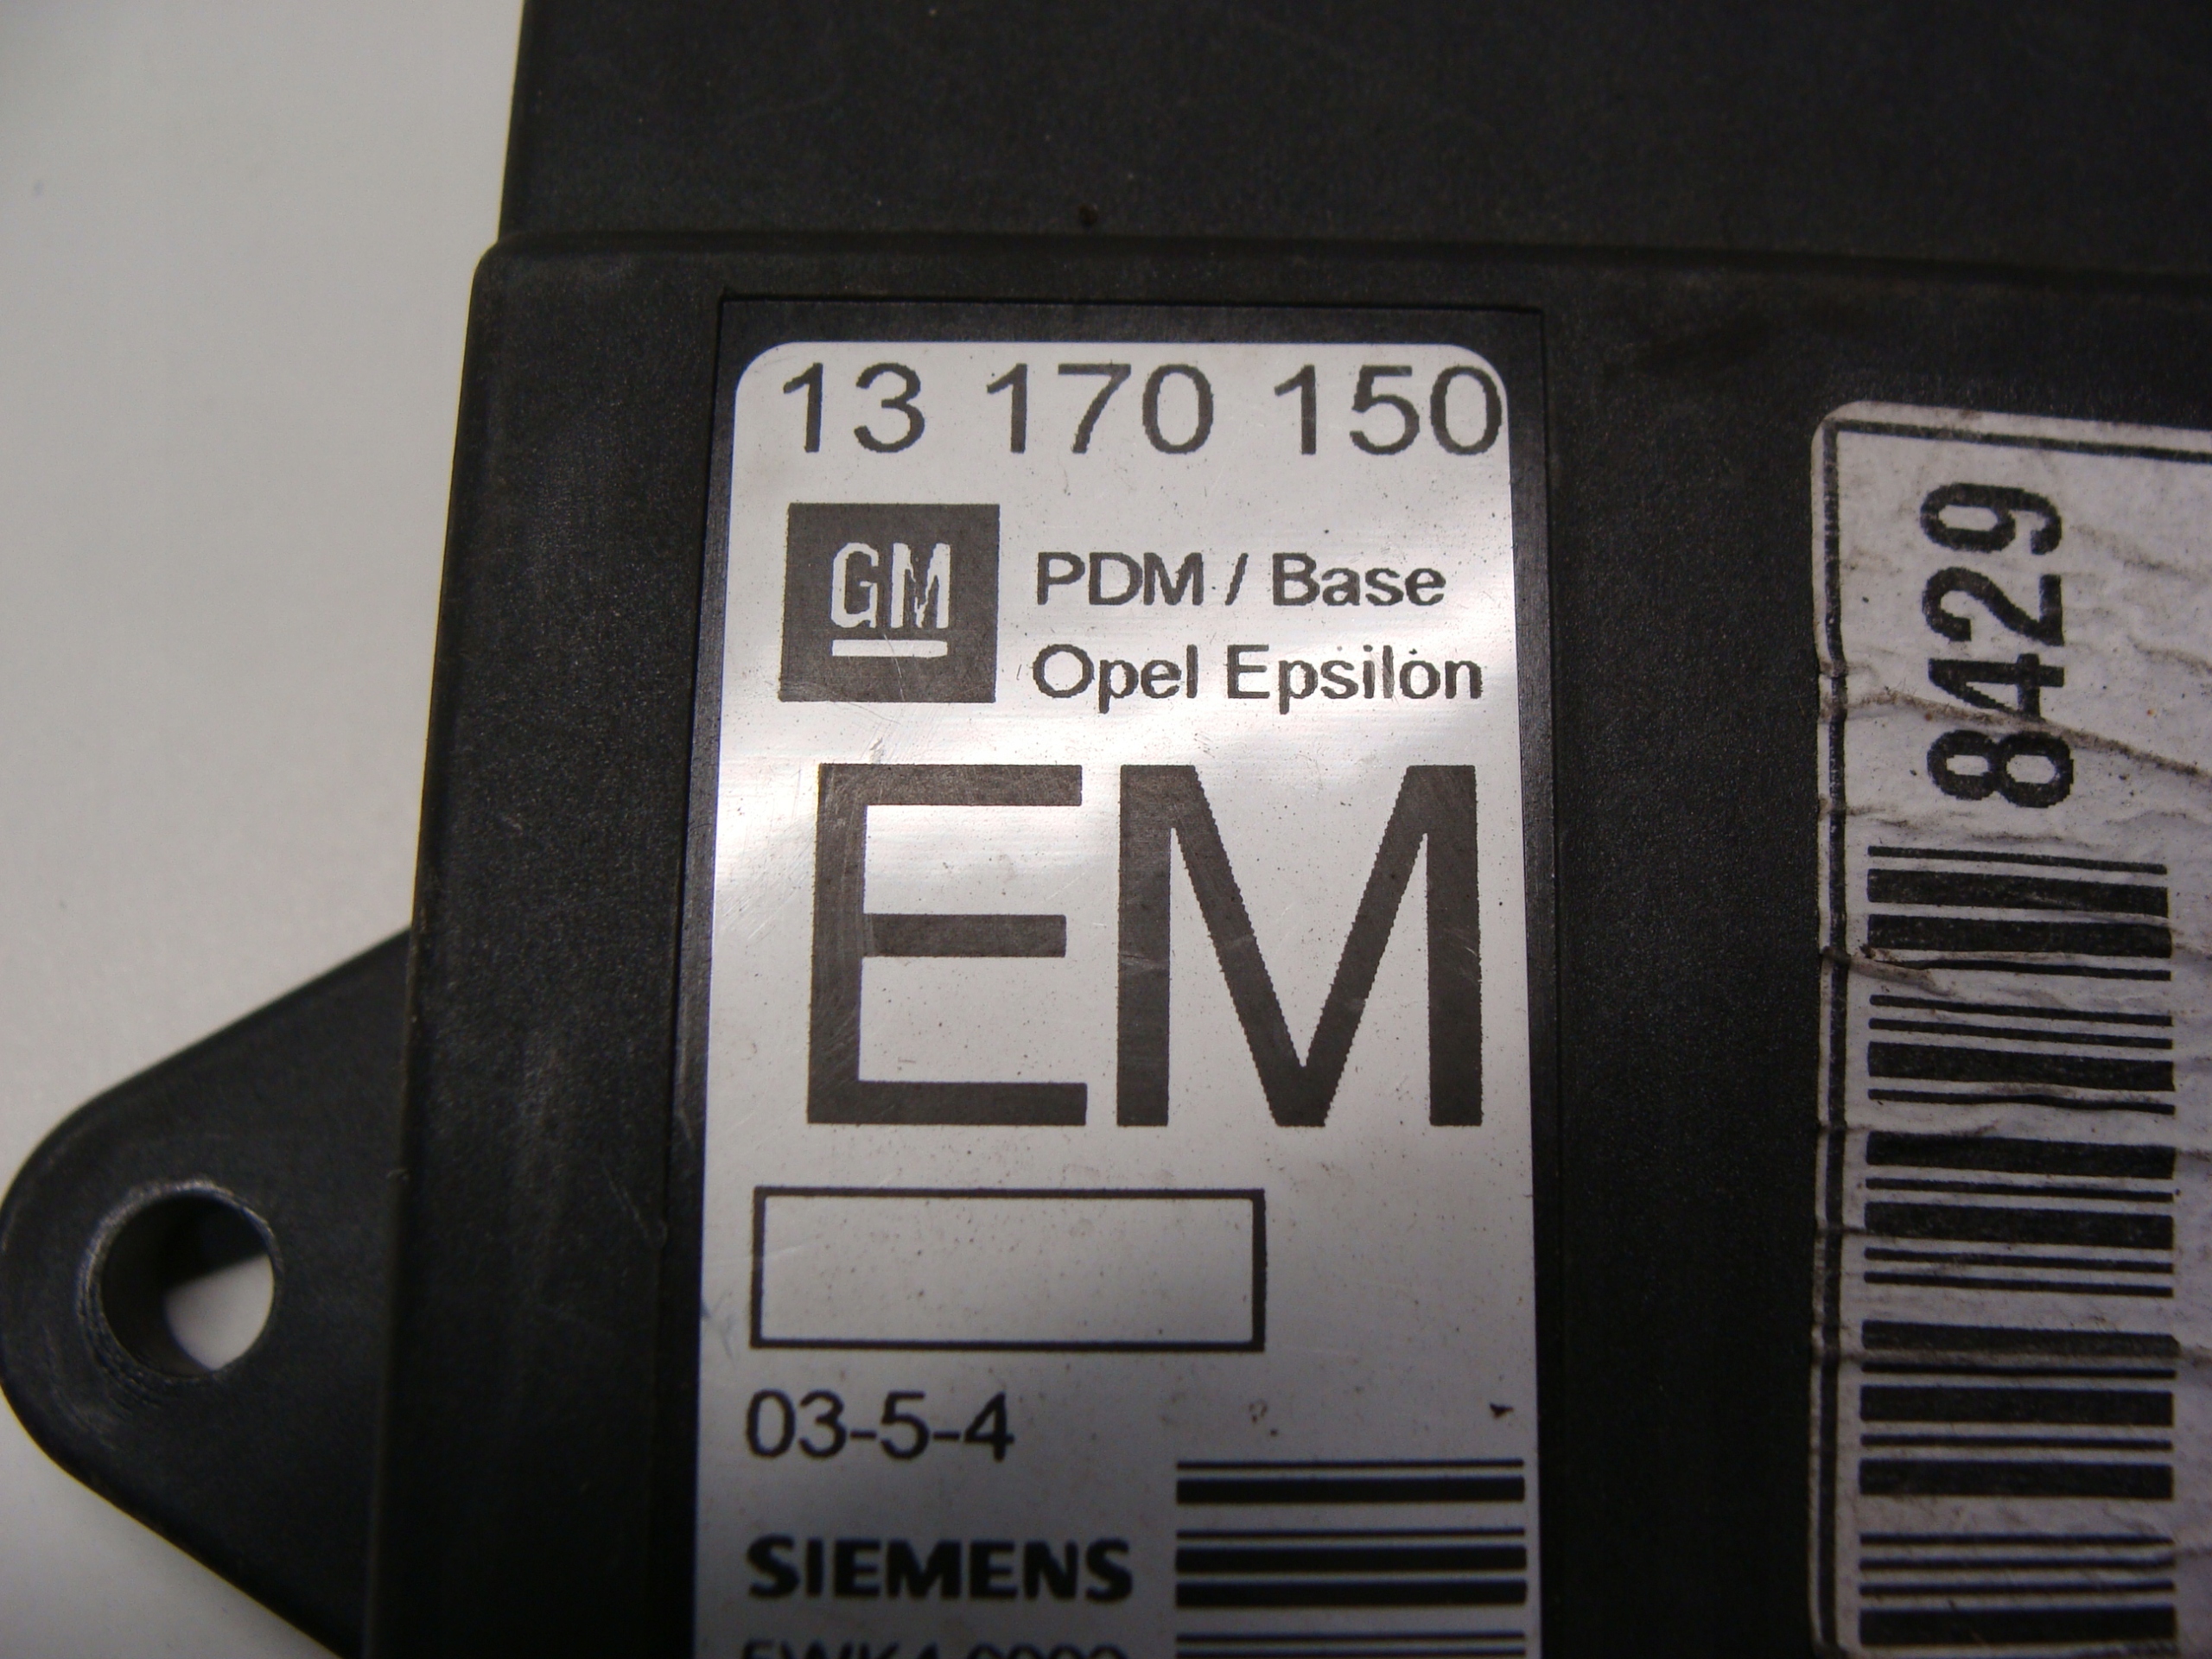 13 170 150
GM
PDM / Base
Opel Epsilon
EM
03-5-4
SIEMENS
8429